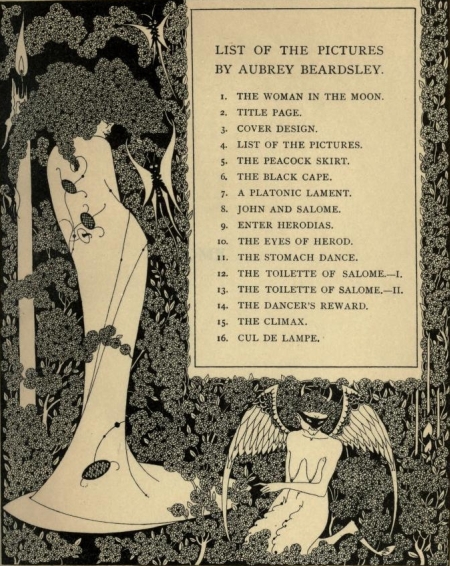 LIST OF THE PICTURES
BY AUBREY BEARDSLEY.
1. THE WOMAN IN THE MOON.
2. TITLE PAGE.
3. COVER DESIGN.
4. LIST OF THE PICTURES.
5. THE PEACOCK SKIRT.
6. THE BLACK CAPE.
7. A PLATONIC LAMENT.
8. JOHN AND SALOME.
9. ENTER HERODIAS.
10. THE EYES OF HEROD.
11. THE STOMACH DANCE.
12. THE TOILETTE OF SALOME.—I.
13. THE TOILETTE OF SALOME.—II.
14. THE DANCER'S REWARD.
15. THE CLIMAX.
16. CUL DE LAMPE.